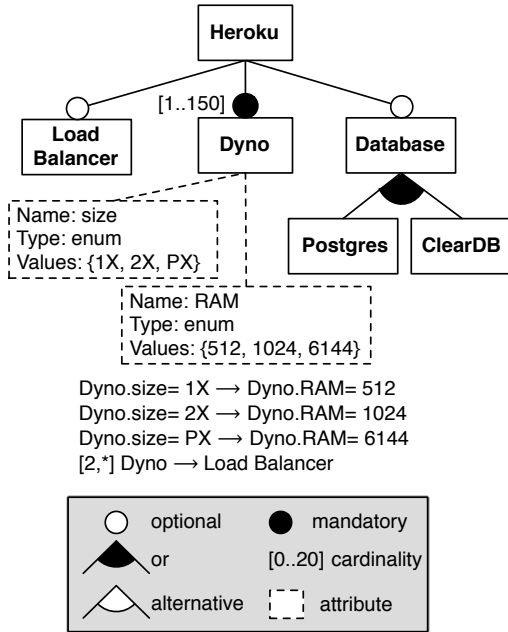 Heroku
[1..150]
Load
Balancer
Dyno
Database
Name: size
Type: enum
Values: {1X, 2X, PX}
Postgres
ClearDB
Name: RAM
Type: enum
Values: {512, 1024, 6144}
Dyno.size= 1X → Dyno.RAM= 512
Dyno.size= 2X → Dyno.RAM= 1024
Dyno.size= PX → Dyno.RAM= 6144
[2,*] Dyno → Load Balancer
optional
mandatory
or
[0..20] cardinality
alternative
attribute